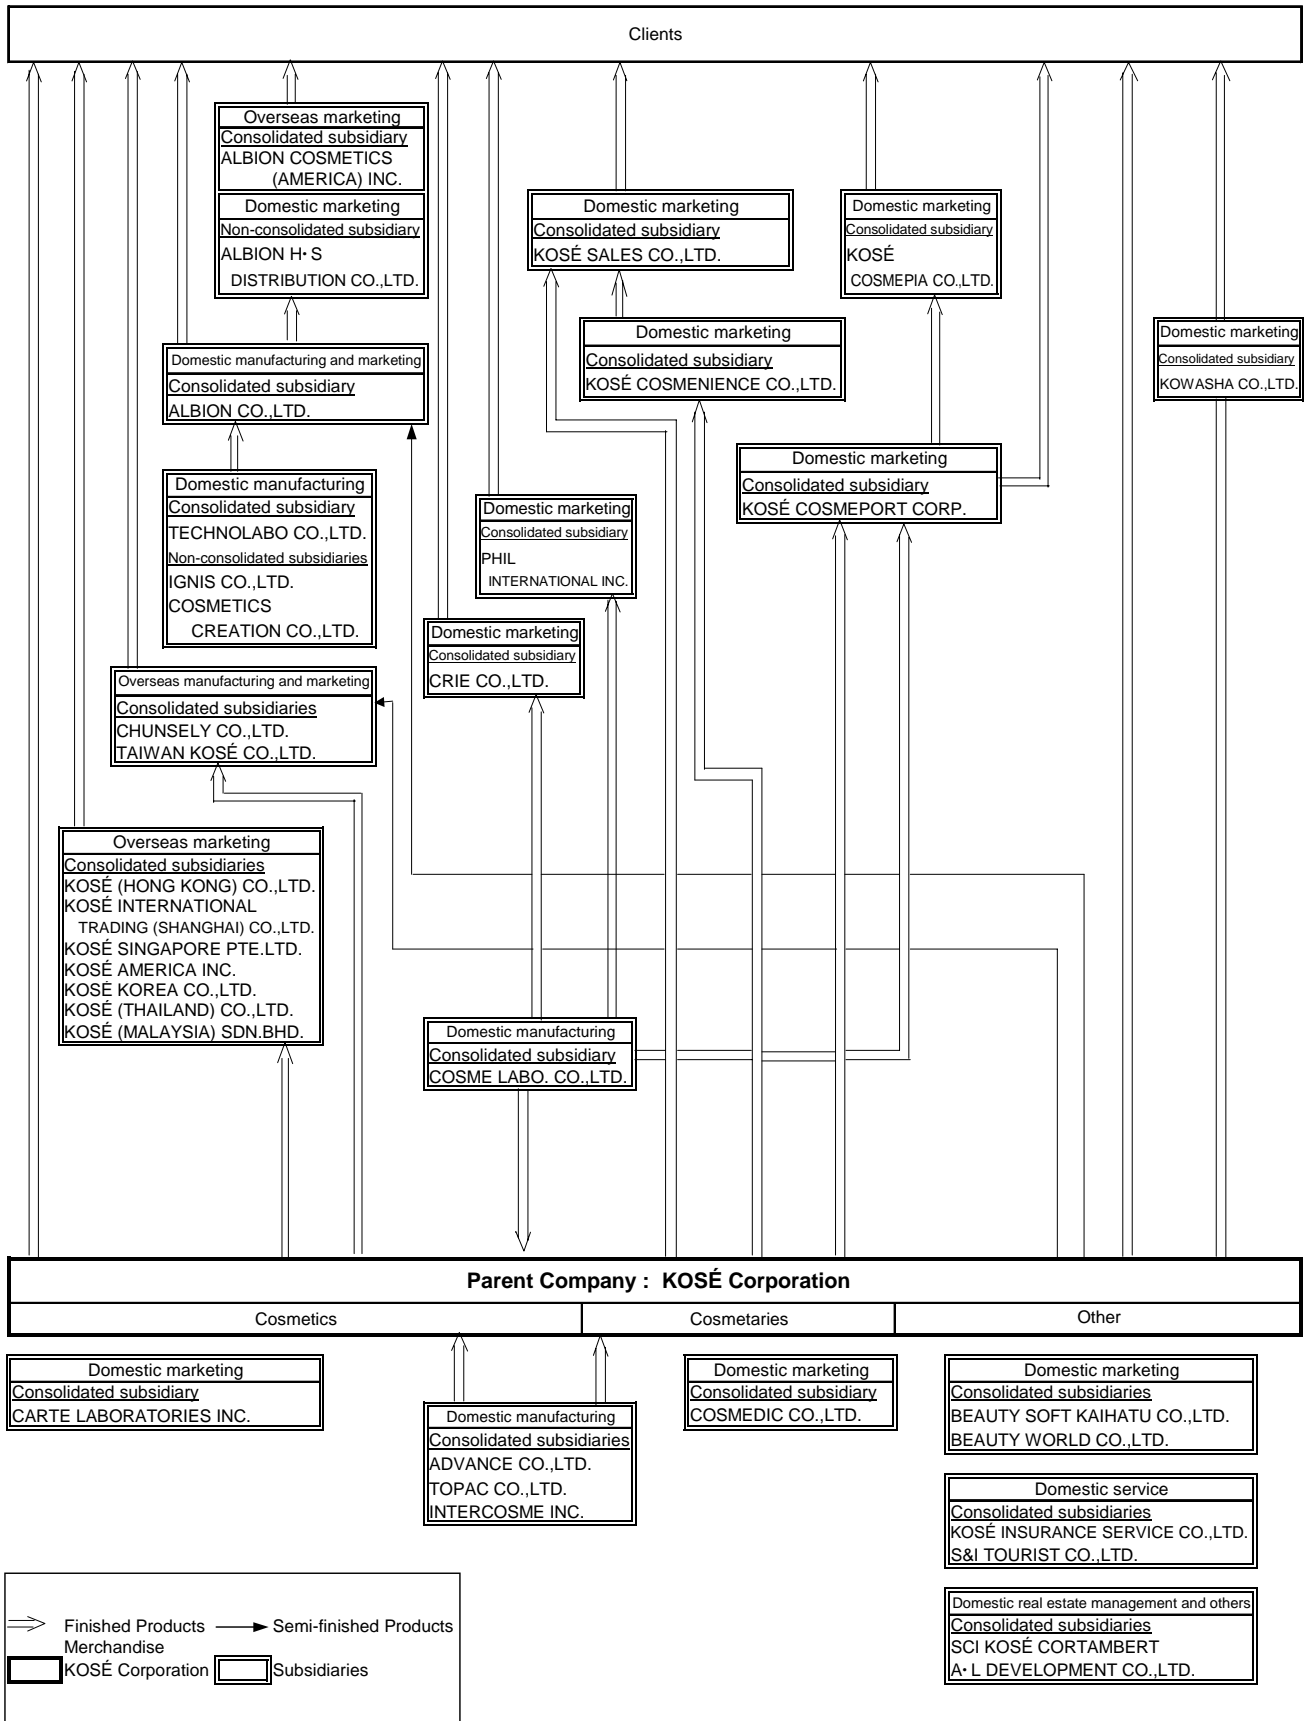 Clients
Overseas marketing
Consolidated subsidiary
ALBION COSMETICS
(AMERICA) INC.
Domestic marketing
Non-consolidated subsidiary
ALBION H･S
DISTRIBUTION CO.,LTD.
Domestic marketing
Consolidated subsidiary
KOSÉ SALES CO.,LTD.
Domestic marketing
Consolidated subsidiary
KOSÉ
COSMEPIA CO.,LTD.
Domestic marketing
Consolidated subsidiary
KOSÉ COSMENIENCE CO.,LTD.
Domestic marketing
Consolidated subsidiary
KOWASHA CO.,LTD.
Domestic manufacturing and marketing
Consolidated subsidiary
ALBION CO.,LTD.
Domestic marketing
Consolidated subsidiary
KOSÉ COSMEPORT CORP.
Domestic manufacturing
Consolidated subsidiary
TECHNOLABO CO.,LTD.
Non-consolidated subsidiaries
IGNIS CO.,LTD.
COSMETICS
CREATION CO.,LTD.
Domestic marketing
Consolidated subsidiary
PHIL
INTERNATIONAL INC.
Domestic marketing
Consolidated subsidiary
CRIE CO.,LTD.
Overseas manufacturing and marketing
Consolidated subsidiaries
CHUNSELY CO.,LTD.
TAIWAN KOSÉ CO.,LTD.
Overseas marketing
Consolidated subsidiaries
KOSÉ (HONG KONG) CO.,LTD.
KOSÉ INTERNATIONAL
TRADING (SHANGHAI) CO.,LTD.
KOSÉ SINGAPORE PTE.LTD.
KOSÉ AMERICA INC.
KOSÉ KOREA CO.,LTD.
KOSÉ (THAILAND) CO.,LTD.
KOSÉ (MALAYSIA) SDN.BHD.
Domestic manufacturing
Consolidated subsidiary
COSME LABO. CO.,LTD.
Parent Company : KOSÉ Corporation
Cosmetics
Cosmetaries
Other
Domestic marketing
Consolidated subsidiary
CARTE LABORATORIES INC.
Domestic manufacturing
Consolidated subsidiaries
ADVANCE CO.,LTD.
TOPAC CO.,LTD.
INTERCOSME INC.
Domestic marketing
Consolidated subsidiary
COSMEDIC CO.,LTD.
Domestic marketing
Consolidated subsidiaries
BEAUTY SOFT KAIHATU CO.,LTD.
BEAUTY WORLD CO.,LTD.
Domestic service
Consolidated subsidiaries
KOSÉ INSURANCE SERVICE CO.,LTD.
S&I TOURIST CO.,LTD.
Domestic real estate management and others
Consolidated subsidiaries
SCI KOSÉ CORTAMBERT
A･L DEVELOPMENT CO.,LTD.
Finished Products
Merchandise
Semi-finished Products
KOSÉ Corporation
Subsidiaries